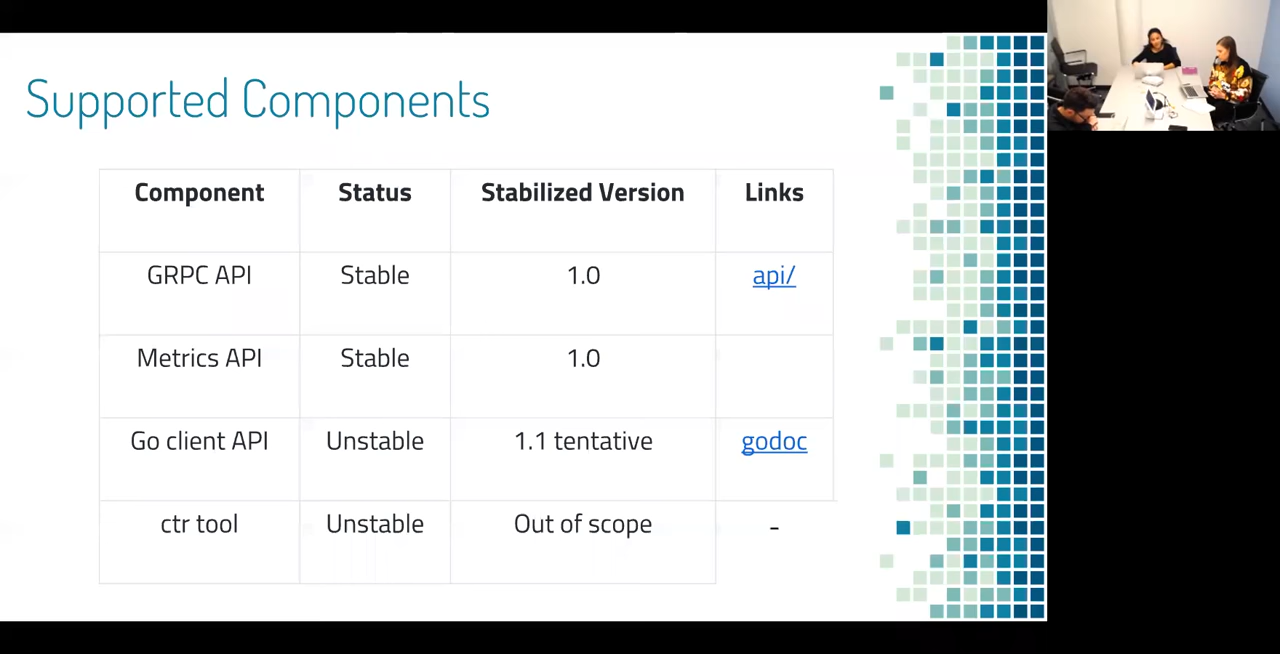 Supported Components
Component Status Stabilized Version Links
GRPC API Stable 1.0 api/
Metrics API Stable 1.0
Go client API Unstable 1.1 tentative godoc
ctr tool Unstable Out of scope -